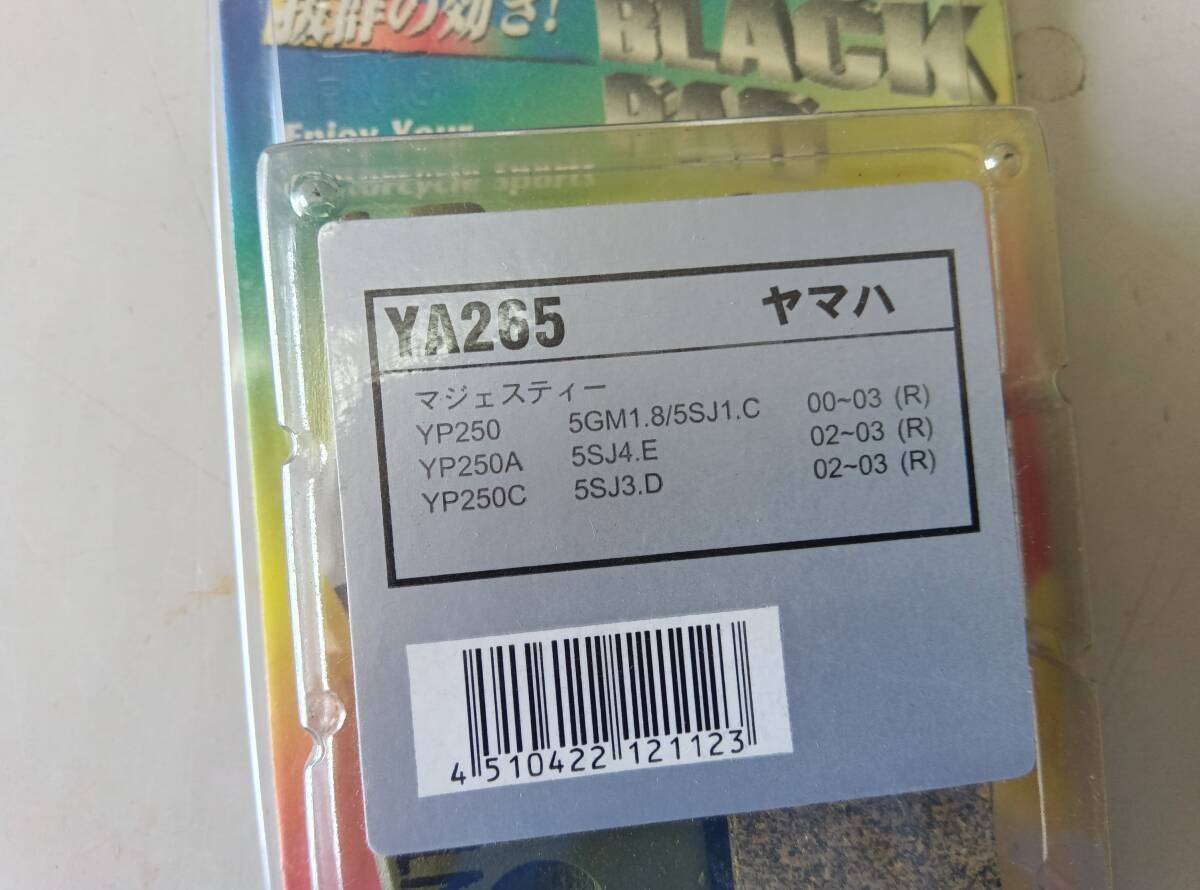 抜群の効き!
BLACK
Enjoy Your
Motorcycle Sports
YA265 ヤマハ
マジェスティー
YP250 5GM1.8/5SJ1.C 00~03 (R)
YP250A 5SJ4.E 02~03 (R)
YP250C 5SJ3.D 02~03 (R)
4 510422 121123